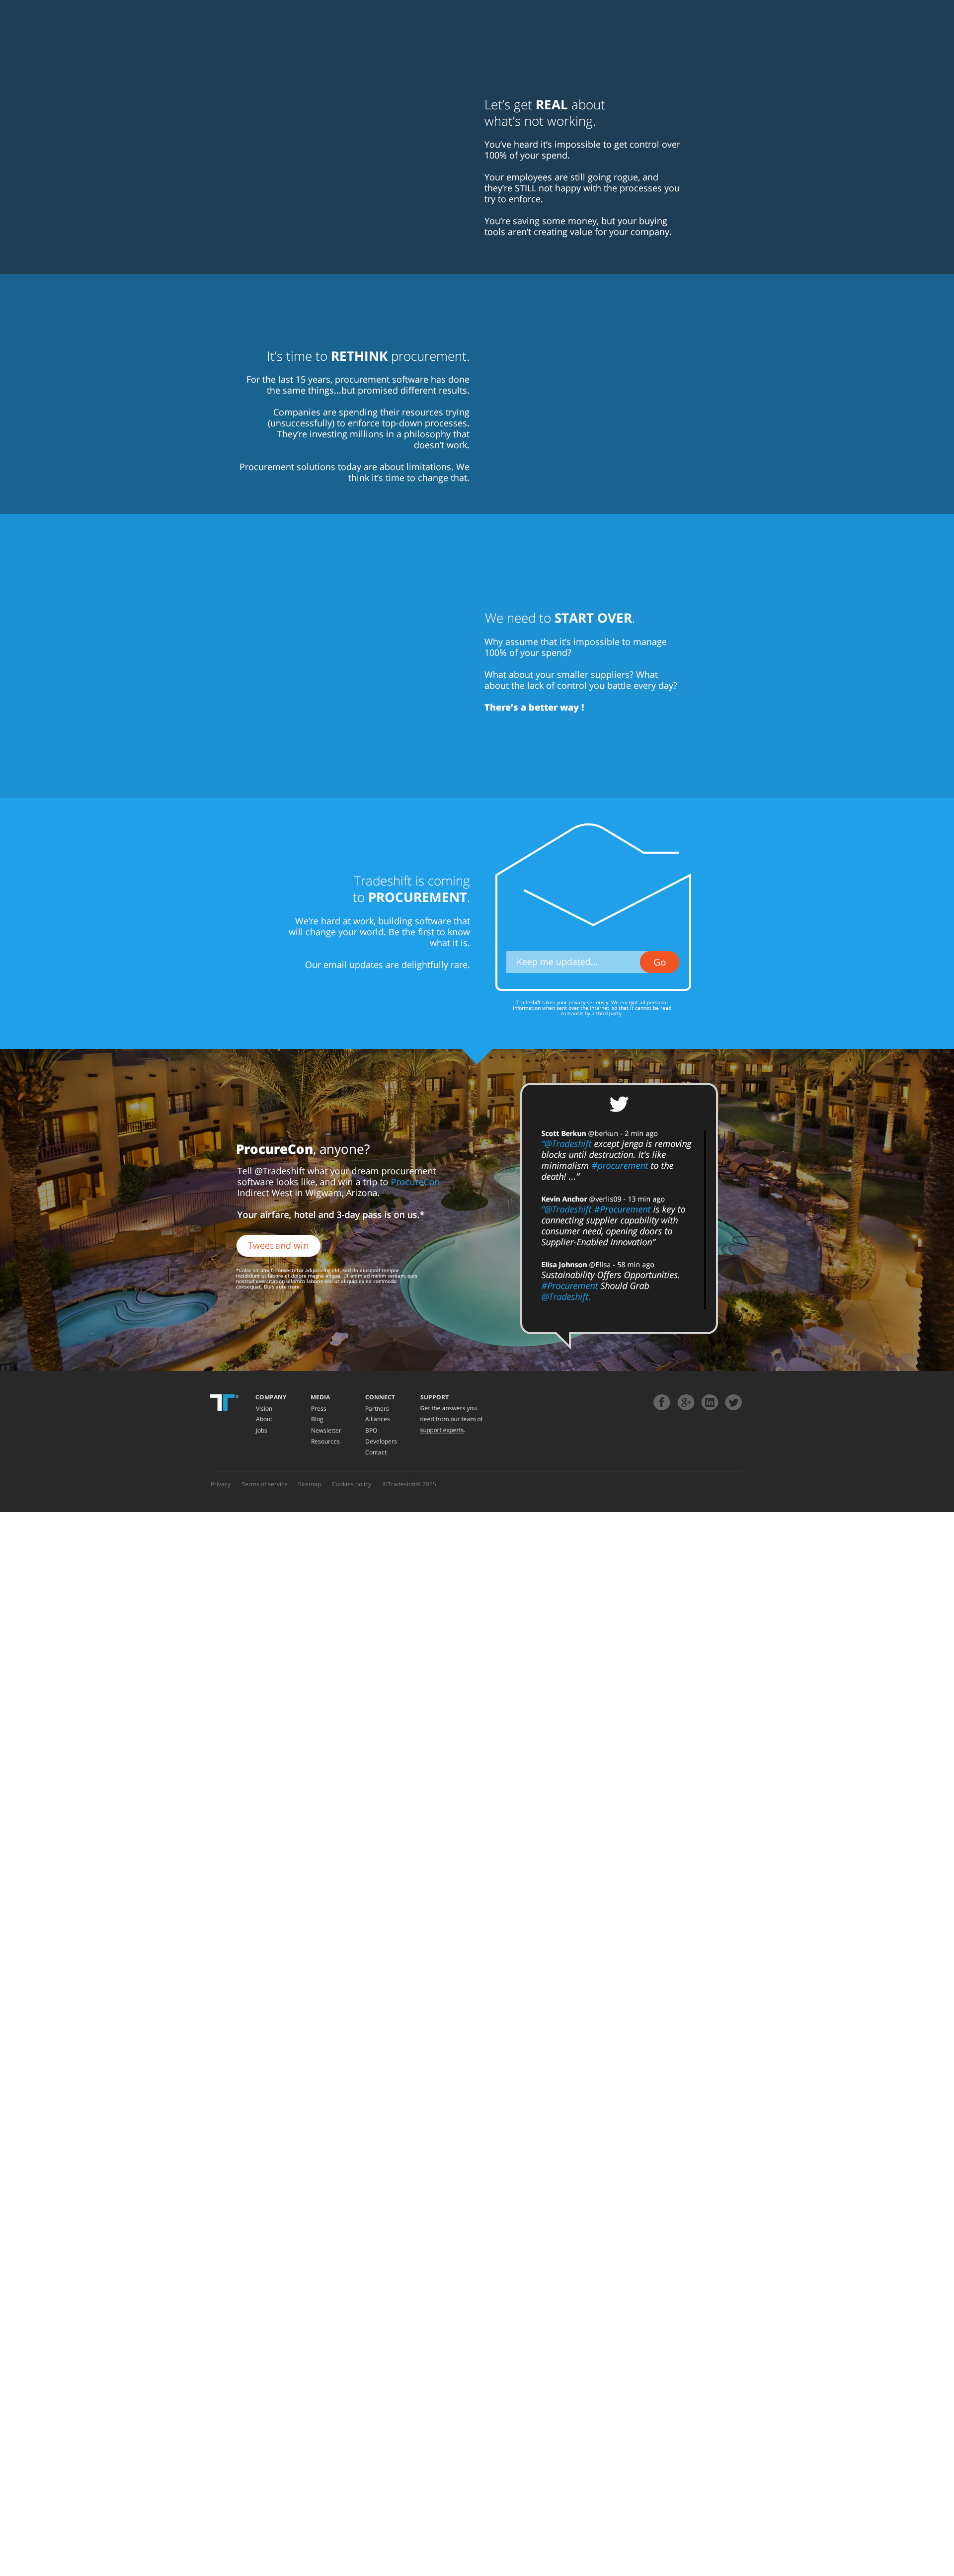 Let's get REAL about
what's not working.
You've heard it's impossible to get control over
100% of your spend.
Your employees are still going rogue, and
they're STILL not happy with the processes you
try to enforce.
You're saving some money, but your buying
tools aren't creating value for your company.
It's time to RETHINK procurement.
For the last 15 years, procurement software has done
the same things...but promised different results.
Companies are spending their resources trying
(unsuccessfully) to enforce top-down processes.
They're investing millions in a philosophy that
doesn't work.
Procurement solutions today are about limitations. We
think it's time to change that.
We need to START OVER.
Why assume that it's impossible to manage
100% of your spend?
What about your smaller suppliers? What
about the lack of control you battle every day?
There's a better way !
Tradeshift is coming
to PROCUREMENT.
We're hard at work, building software that
will change your world. Be the first to know
what it is.
Our email updates are delightfully rare.
Keep me updated...
Go
Tradeshift takes your privacy seriously. We encrypt all personal
information when sent over the Internet, so that it cannot be read
in transit by a third party.
ProcureCon, anyone?
Tell @Tradeshift what your dream procurement
software looks like, and win a trip to ProcureCon
Indirect West in Wigwam, Arizona.
Your airfare, hotel and 3-day pass is on us.*
Tweet and win
*Color sit amet, consectetur adipisicing elit, sed do eiusmod tempor
incididunt ut labore et dolore magna aliqua. Ut enim ad minim veniam, quis
nostrud exercitation ullamco laboris nisi ut aliquip ex ea commodo
consequat. Duis aute irure.
Scott Berkun @berkun - 2 min ago
"@Tradeshift except jenga is removing
blocks until destruction. It's like
minimalism #procurement to the
death! ..."
Kevin Anchor @verlis09 - 13 min ago
"@Tradeshift #Procurement is key to
connecting supplier capability with
consumer need, opening doors to
Supplier-Enabled Innovation"
Elisa Johnson @Elisa - 58 min ago
Sustainability Offers Opportunities.
#Procurement Should Grab
@Tradeshift.
COMPANY
Vision
About
Jobs
MEDIA
Press
Blog
Newsletter
Resources
CONNECT
Partners
Alliances
BPO
Developers
Contact
SUPPORT
Get the answers you
need from our team of
support experts.
Privacy Terms of service Sitemap Cookies policy ©Tradeshift® 2015